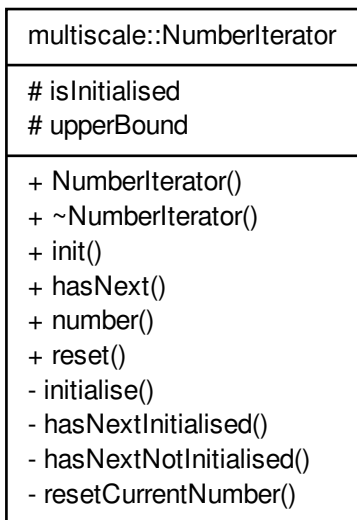 multiscale::NumberIterator
# isInitialised
# upperBound
+ NumberIterator()
+ ~NumberIterator()
+ init()
+ hasNext()
+ number()
+ reset()
- initialise()
- hasNextInitialised()
- hasNextNotInitialised()
- resetCurrentNumber()